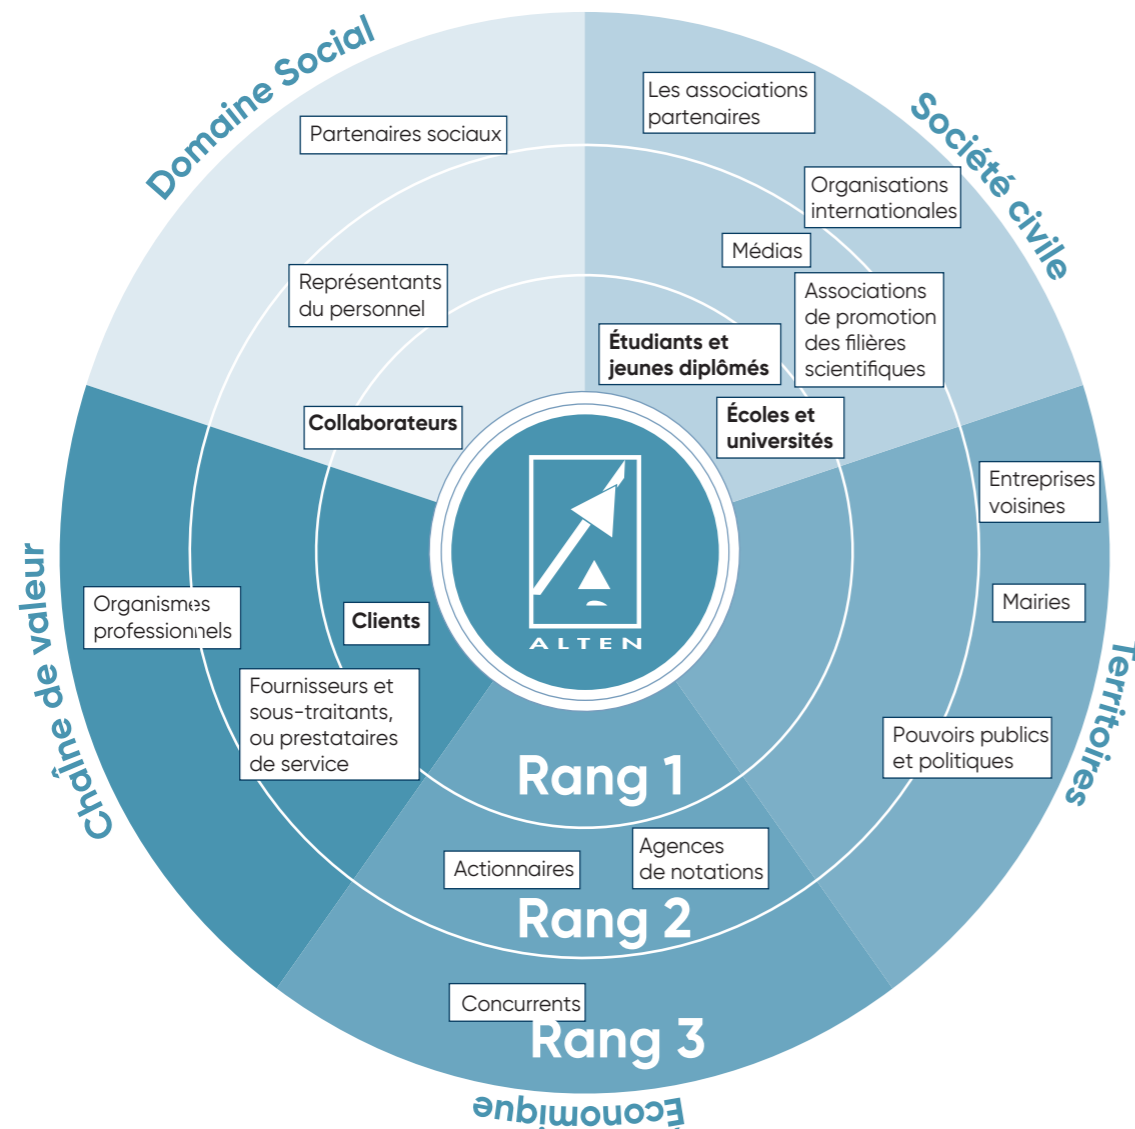 Domaine Social
Société civile
Les associations
partenaires
Partenaires sociaux
Organisations
internationales
Médias
Représentants
du personnel
Associations
de promotion
des filières
scientifiques
Étudiants et
jeunes diplômés
Collaborateurs
Écoles et
universités
Entreprises
voisines
Mairies
ALTEN
Chaîne de valeur
Organismes
professionnels
Clients
Territoires
Fournisseurs et
sous-traitants,
ou prestataires
de service
Pouvoirs publics
et politiques
Rang 1
Agences
de notations
Actionnaires
Rang 2
Concurrents
Rang 3
Économique